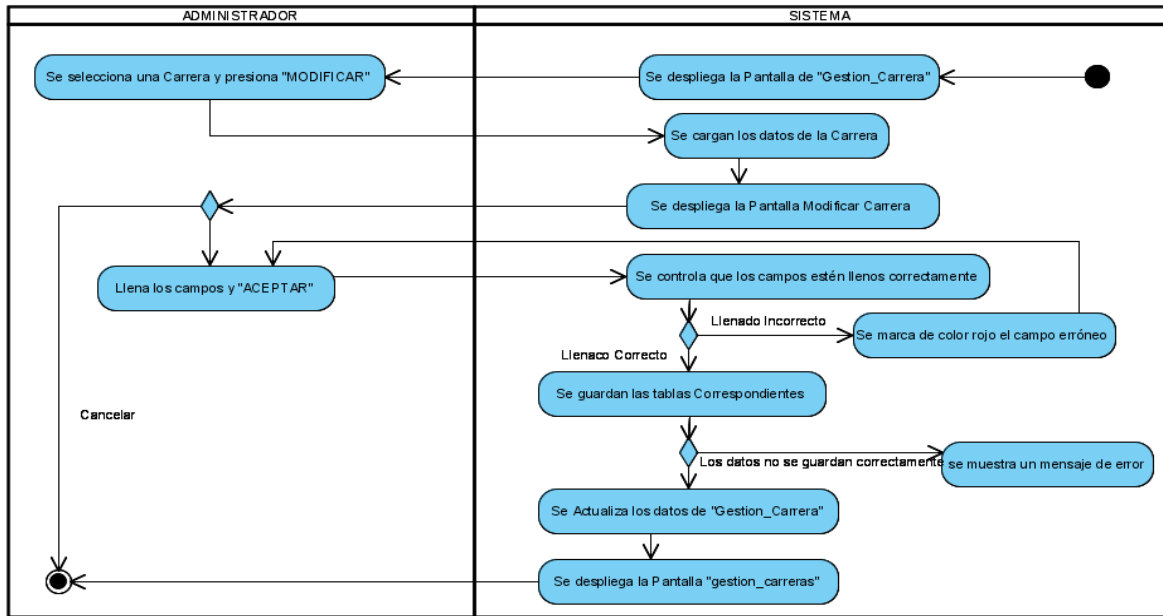 ADMINISTRADOR
SISTEMA
Se selecciona una Carrera y presiona "MODIFICAR"
Se despliega la Pantalla de "Gestion_Carrera"
Se cargan los datos de la Carrera
Se despliega la Pantalla Modificar Carrera
Llena los campos y "ACEPTAR"
Se controla que los campos estén llenos correctamente
Llenado Incorrecto
Se marca de color rojo el campo erróneo
Llenaco Correcto
Se guardan las tablas Correspondientes
Cancelar
Los datos no se guardan correctamente
se muestra un mensaje de error
Se Actualiza los datos de "Gestion_Carrera"
Se despliega la Pantalla "gestion_carreras"